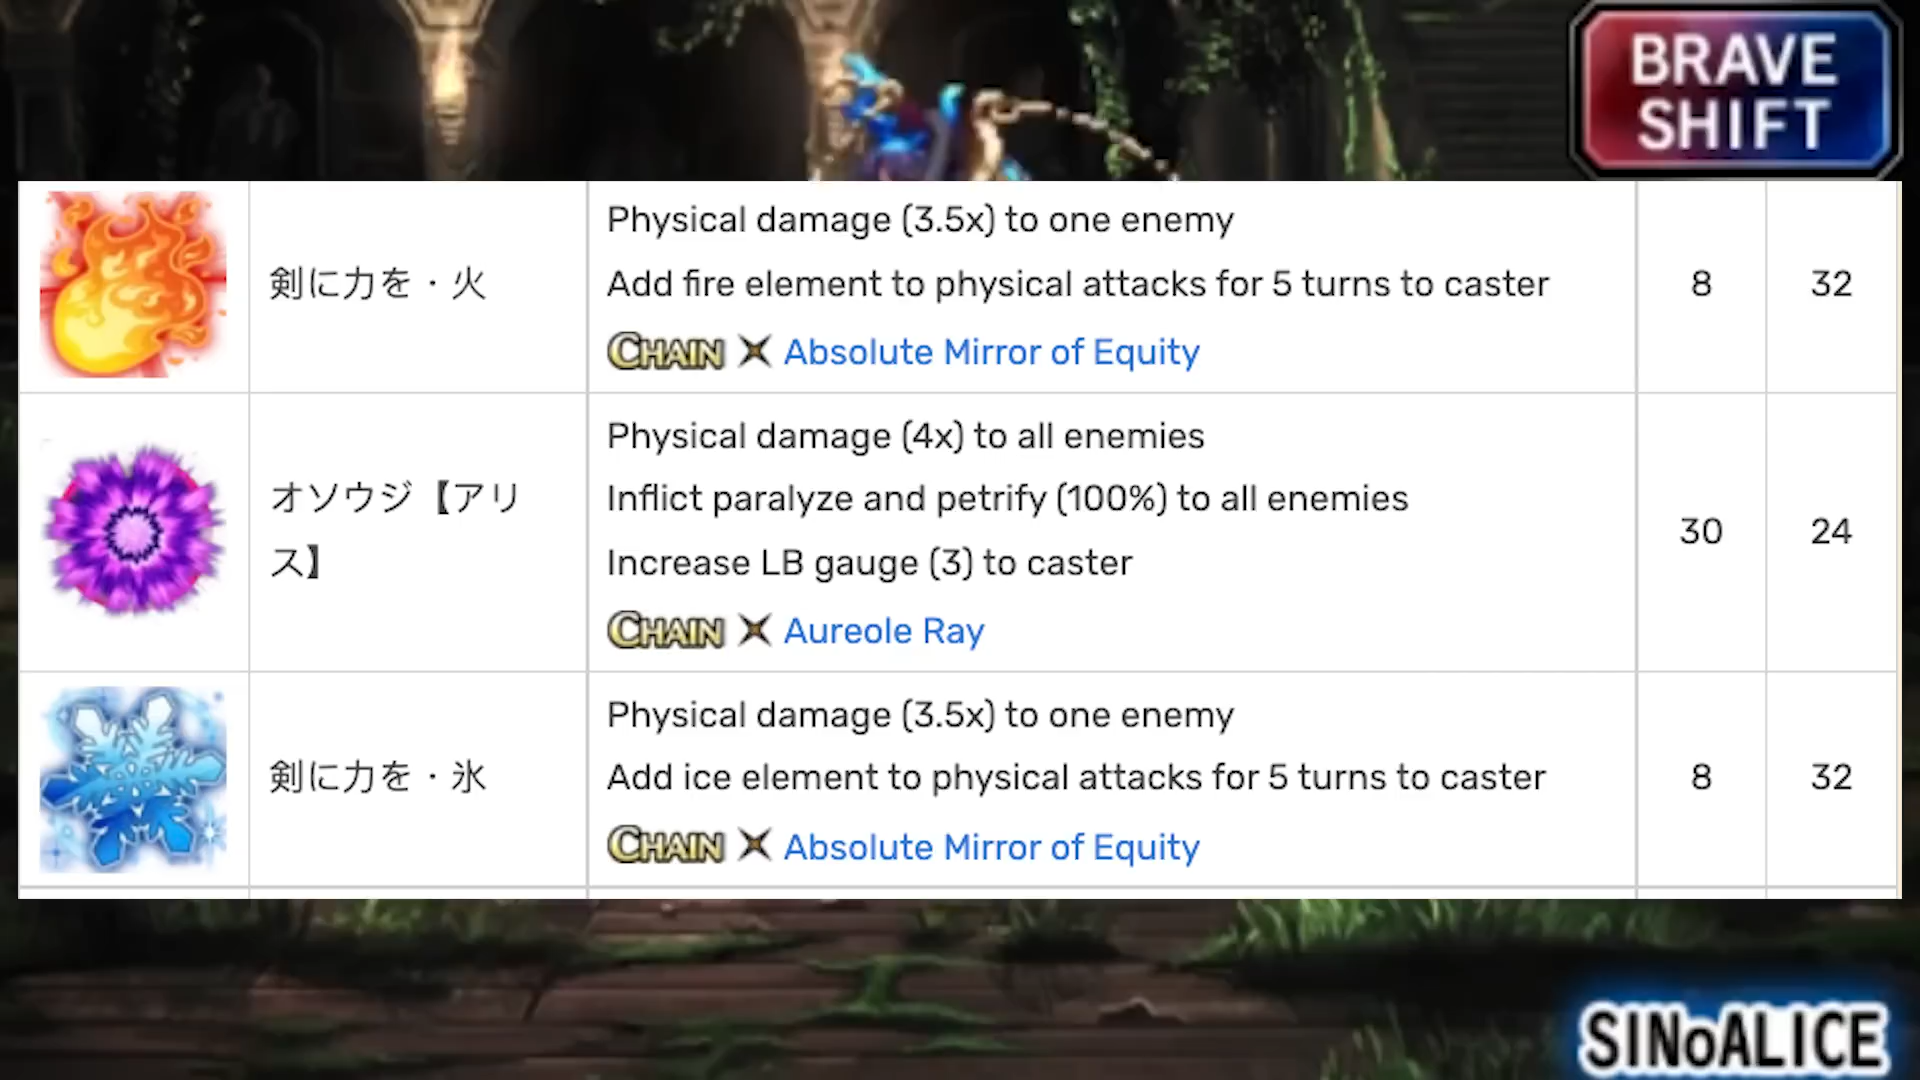 BRAVE
SHIFT
剣に力を・火
Physical damage (3.5x) to one enemy
Add fire element to physical attacks for 5 turns to caster
CHAIN Absolute Mirror of Equity
8
32
オソウジ【アリ
ス】
Physical damage (4x) to all enemies
Inflict paralyze and petrify (100%) to all enemies
Increase LB gauge (3) to caster
CHAIN Aureole Ray
30
24
剣に力を・氷
Physical damage (3.5x) to one enemy
Add ice element to physical attacks for 5 turns to caster
CHAIN Absolute Mirror of Equity
8
32
SINoALICE